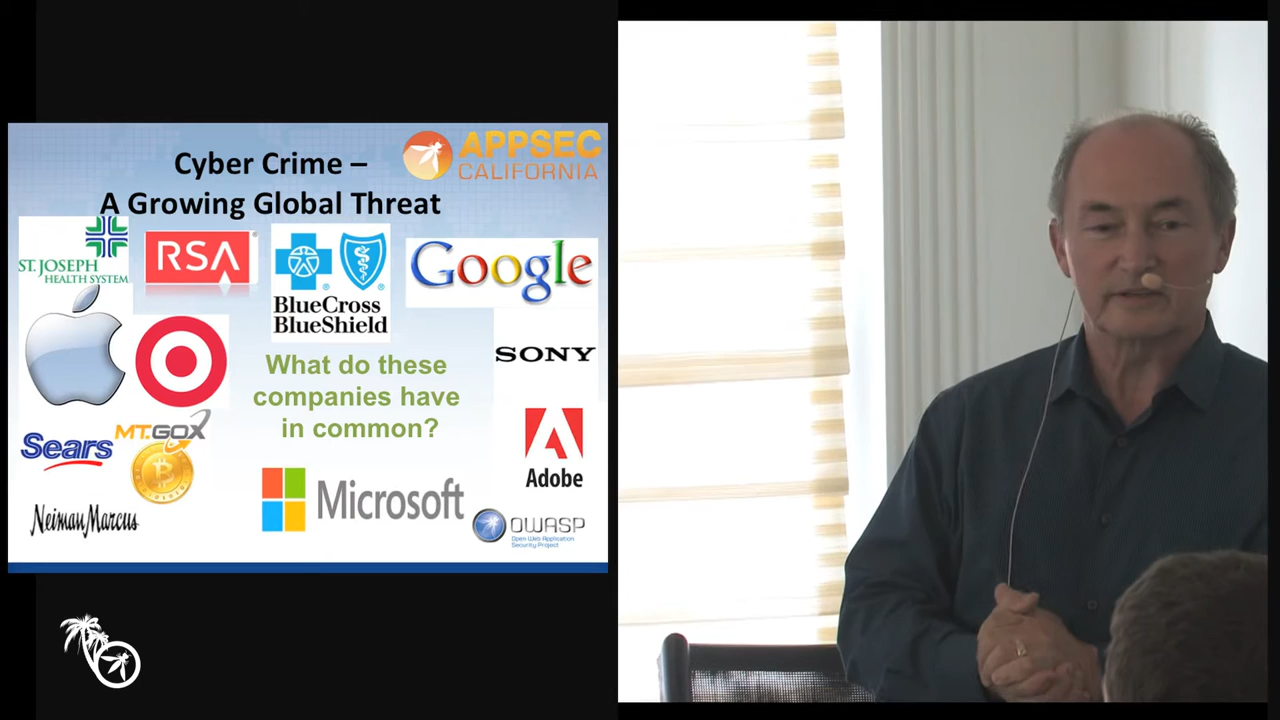 APPSEC
CALIFORNIA
Cyber Crime –
A Growing Global Threat
ST. JOSEPH
HEALTH SYSTEM
RSA
BlueCross
BlueShield
Google
SONY
What do these
companies have
in common?
Sears
MT.GOX
Adobe
Microsoft
Neiman Marcus
OWASP
Open Web Application
Security Project